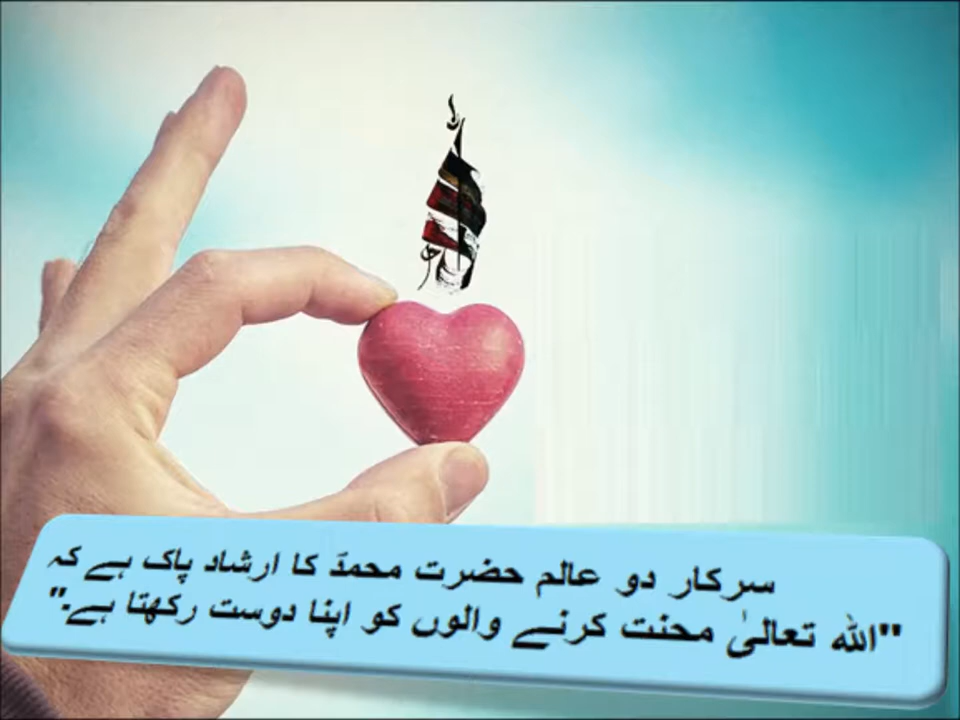 سرکار دو عالم حضرت محمدؐ کا ارشاد پاک ہے کہ
"اللہ تعالیٰ محنت کرنے والوں کو اپنا دوست رکھتا ہے۔"